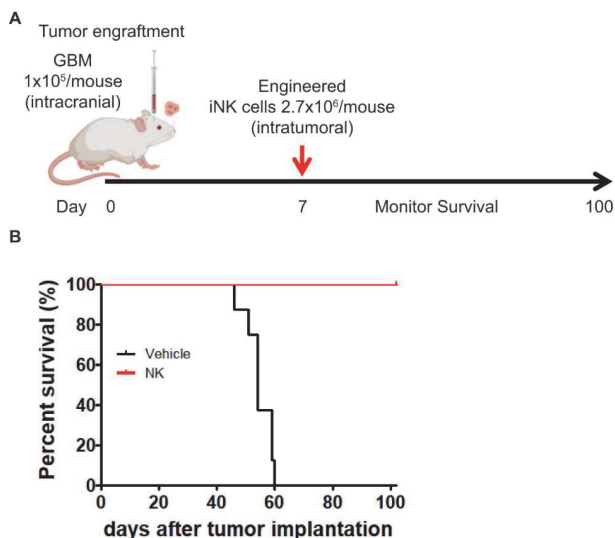 A
Tumor engraftment
GBM
1x10⁵/mouse
(intracranial)
Engineered
iNK cells 2.7x10⁶/mouse
(intratumoral)
Day 0 7 Monitor Survival 100
B
Percent survival (%)
100
80
60
40
20
0
Vehicle
NK
0 20 40 60 80 100
days after tumor implantation